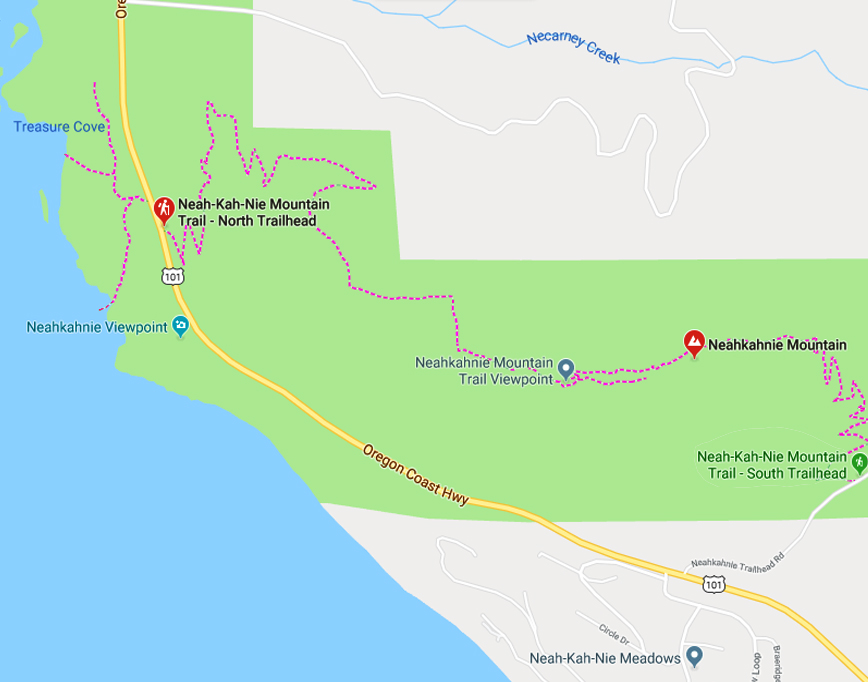 Ore
Necarney Creek
Treasure Cove
Neah-Kah-Nie Mountain
Trail - North Trailhead
101
Neahkahnie Viewpoint
Neahkahnie Mountain
Neahkahnie Mountain
Trail Viewpoint
Oregon Coast Hwy
Neah-Kah-Nie Mountain
Trail - South Trailhead
Neahkahnie Trailhead Rd
101
Circle Dr
Neah-Kah-Nie Meadows
w Loop
Braeridge